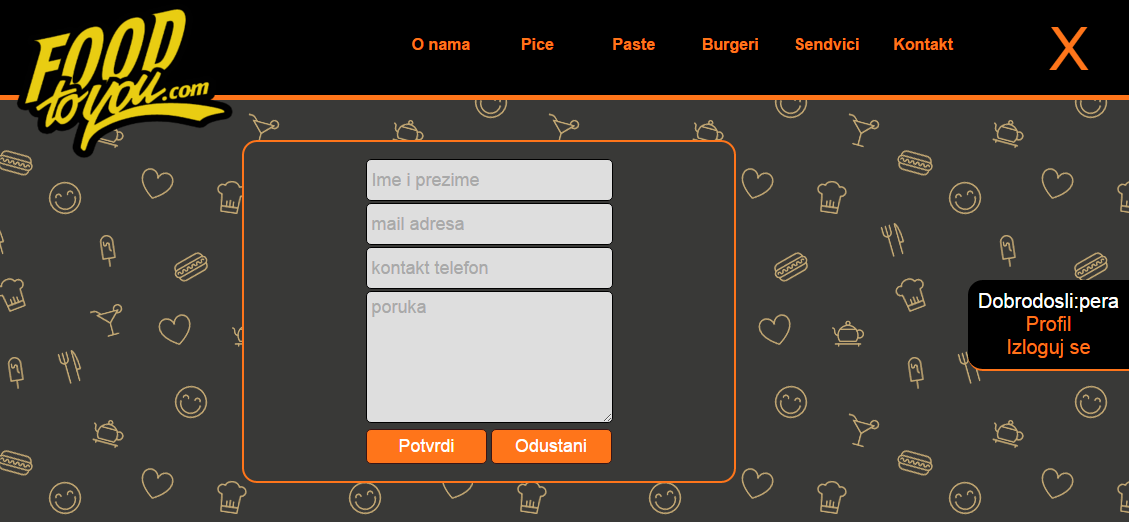 FOOD
to you.com
O nama Pice Paste Burgeri Sendvici Kontakt X
Ime i prezime
mail adresa
kontakt telefon
poruka
Potvrdi Odustani
Dobrodosli:pera
Profil
Izloguj se